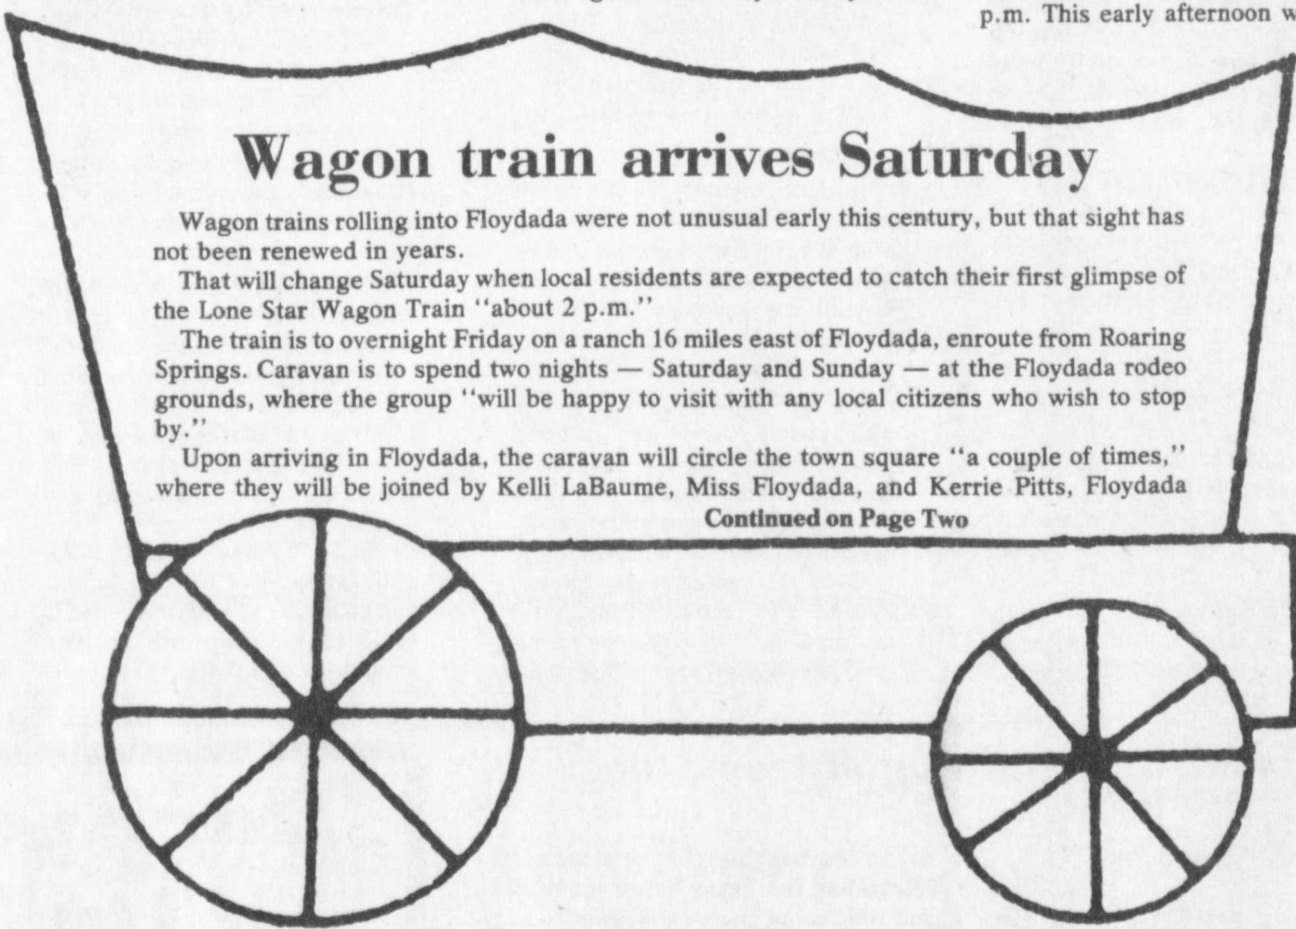 p.m. This early afternoon
Wagon train arrives Saturday
Wagon trains rolling into Floydada were not unusual early this century, but that sight has
not been renewed in years.
That will change Saturday when local residents are expected to catch their first glimpse of
the Lone Star Wagon Train "about 2 p.m."
The train is to overnight Friday on a ranch 16 miles east of Floydada, enroute from Roaring
Springs. Caravan is to spend two nights — Saturday and Sunday — at the Floydada rodeo
grounds, where the group "will be happy to visit with any local citizens who wish to stop
by."
Upon arriving in Floydada, the caravan will circle the town square "a couple of times,"
where they will be joined by Kelli LaBaume, Miss Floydada, and Kerrie Pitts, Floydada
Continued on Page Two